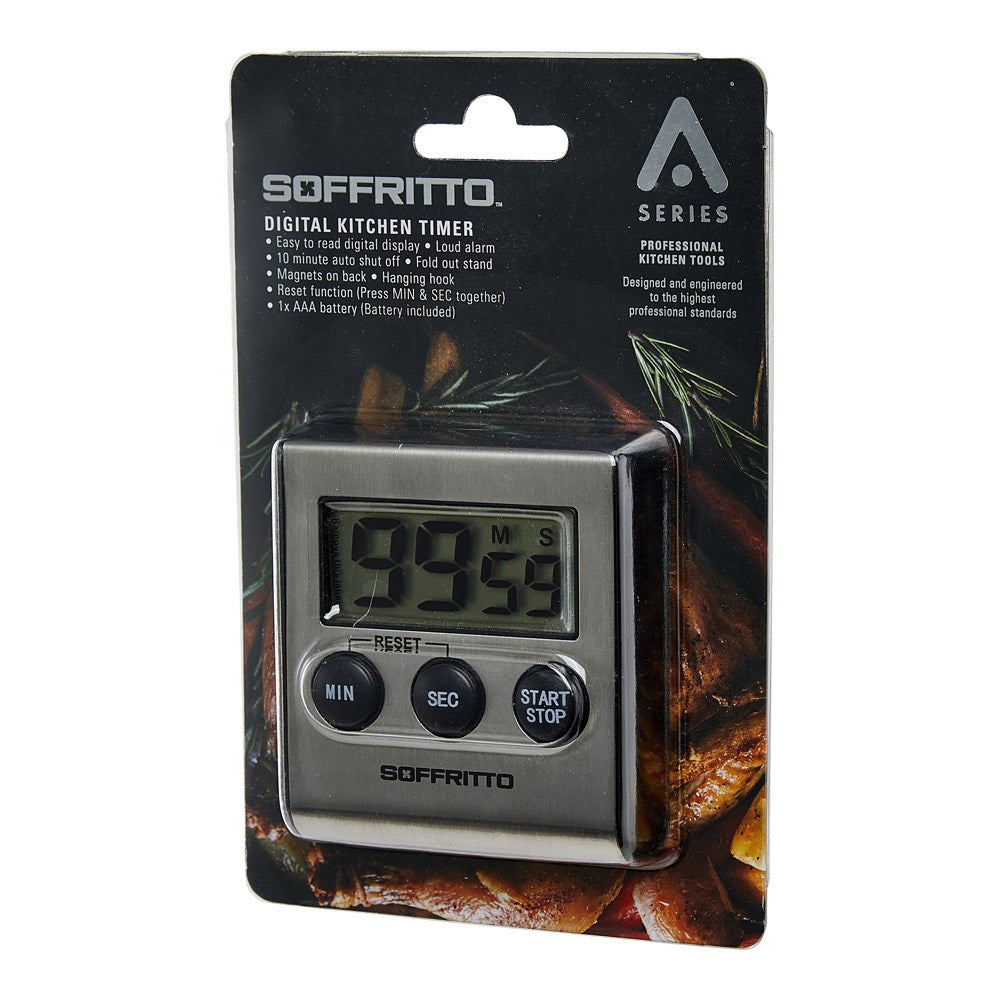 SOFFRITTO™
DIGITAL KITCHEN TIMER
• Easy to read digital display • Loud alarm
• 10 minute auto shut off • Fold out stand
• Magnets on back • Hanging hook
• Reset function (Press MIN & SEC together)
• 1x AAA battery (Battery included)
A
SERIES
PROFESSIONAL
KITCHEN TOOLS
Designed and engineered
to the highest
professional standards
M S
99 59
RESET
MIN SEC START
STOP
SOFFRITTO